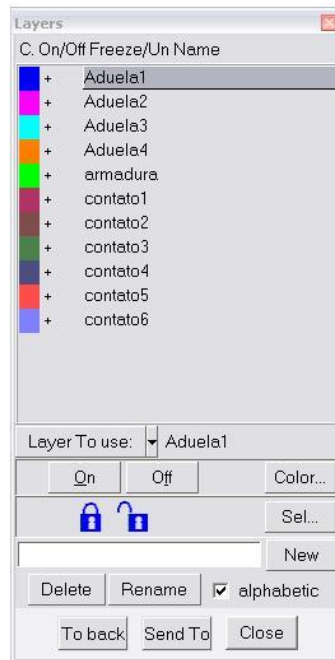 Layers
C. On/Off Freeze/Un Name
+ Aduela1
+ Aduela2
+ Aduela3
+ Aduela4
+ armadura
+ contato1
+ contato2
+ contato3
+ contato4
+ contato5
+ contato6
Layer To use: Aduela1
On Off Color...
Sel...
New
Delete Rename alphabetic
To back Send To Close